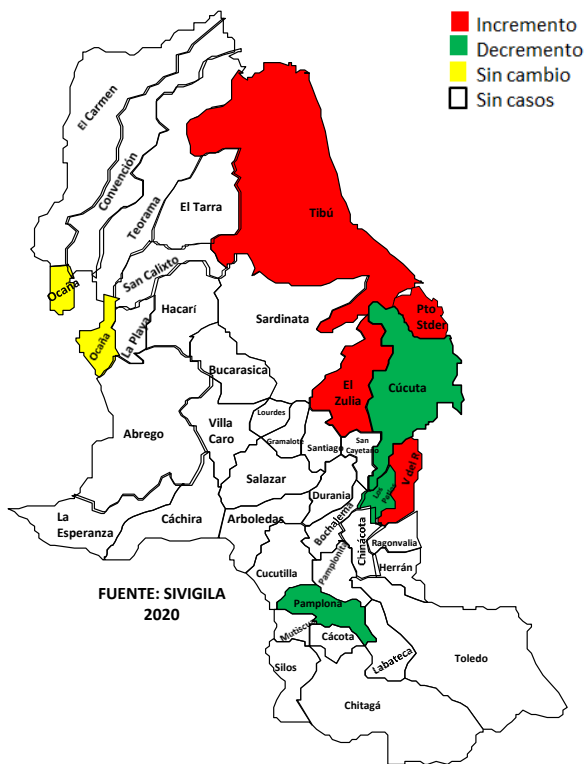 Incremento
Decremento
Sin cambio
Sin casos
El Carmen
Convención
Teorama
El Tarra
Tibú
Ocaña
San Calixto
Ocaña
La Playa
Hacarí
Sardinata
Pto
Stder
Bucarasica
El
Zulia
Cúcuta
Abrego
Villa
Caro
Lourdes
Gramalote
Santiago
San
Cayetano
V del R
Los
Salazar
Durania
La
Esperanza
Cáchira
Arboledas
Bochalema
Chinácota
Ragonvalia
Herrán
Cucutilla
Pamplonita
FUENTE: SIVIGILA
2020
Pamplona
Mutiscua
Cácota
Labateca
Toledo
Silos
Chitagá